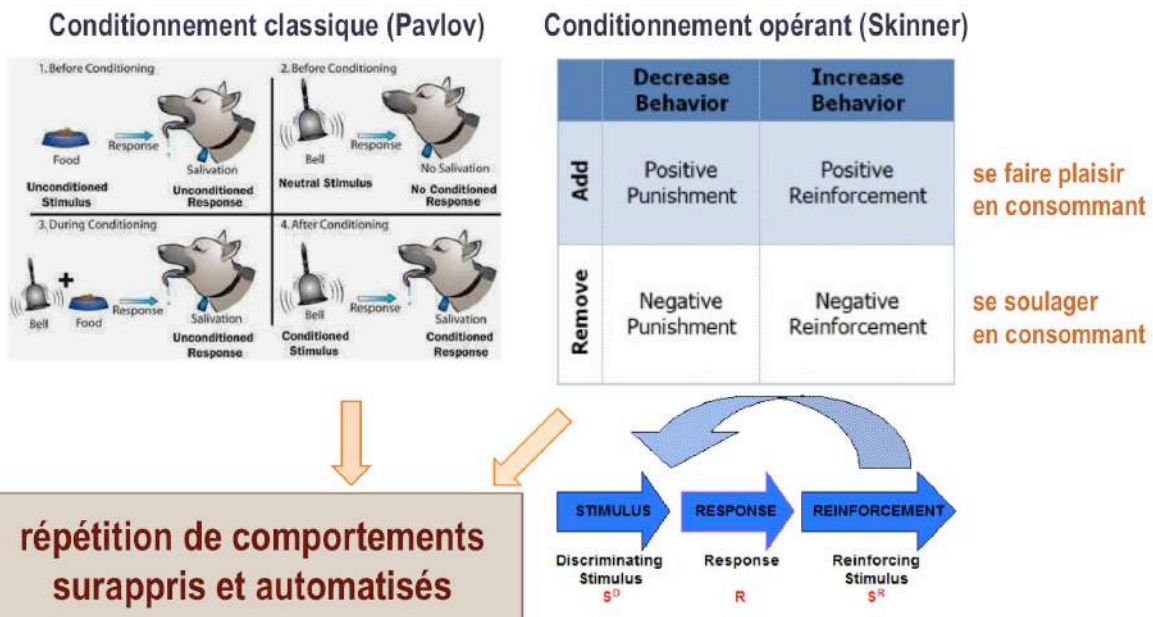 Conditionnement classique (Pavlov)
1. Before Conditioning
Food
Response
Salivation
Unconditioned
Stimulus
Unconditioned
Response
2. Before Conditioning
Bell
Response
No Salivation
Neutral Stimulus
No Conditioned
Response
3. During Conditioning
+
Bell
Food
Response
Salivation
Unconditioned
Response
4. After Conditioning
Bell
Response
Salivation
Conditioned
Stimulus
Conditioned
Response
Conditionnement opérant (Skinner)
Decrease
Behavior
Increase
Behavior
Add
Positive
Punishment
Positive
Reinforcement
se faire plaisir
en consommant
Remove
Negative
Punishment
Negative
Reinforcement
se soulager
en consommant
répétition de comportements
surappris et automatisés
STIMULUS
RESPONSE
REINFORCEMENT
Discriminating
Stimulus
S^D
Response
R
Reinforcing
Stimulus
S^R